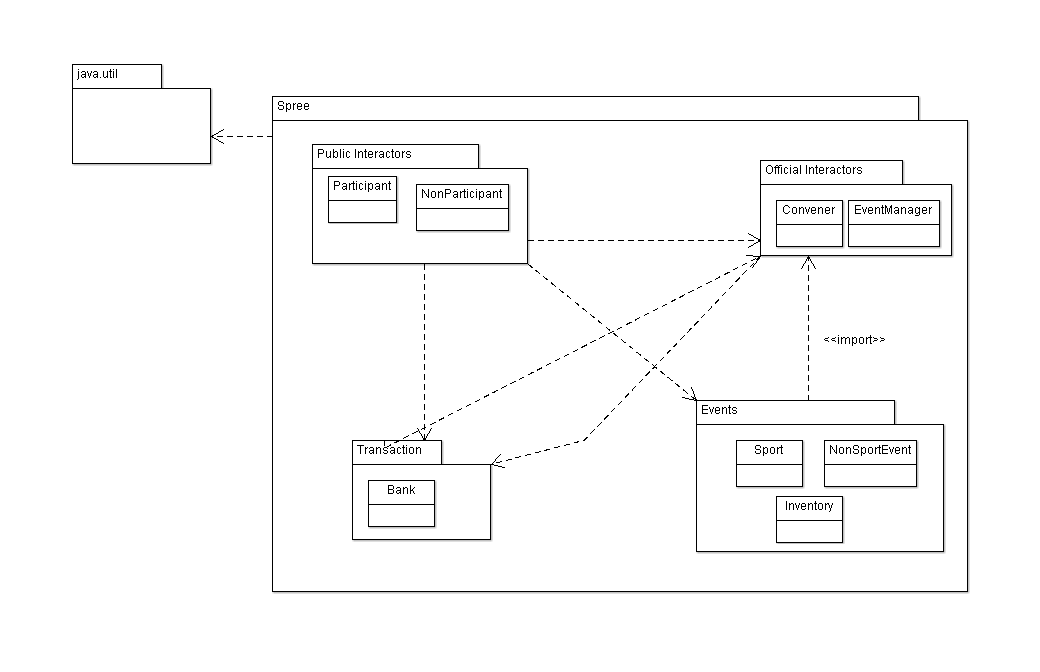 java.util
Spree
Public Interactors
Participant
NonParticipant
Official Interactors
Convener
EventManager
<<import>>
Events
Sport
NonSportEvent
Inventory
Transaction
Bank